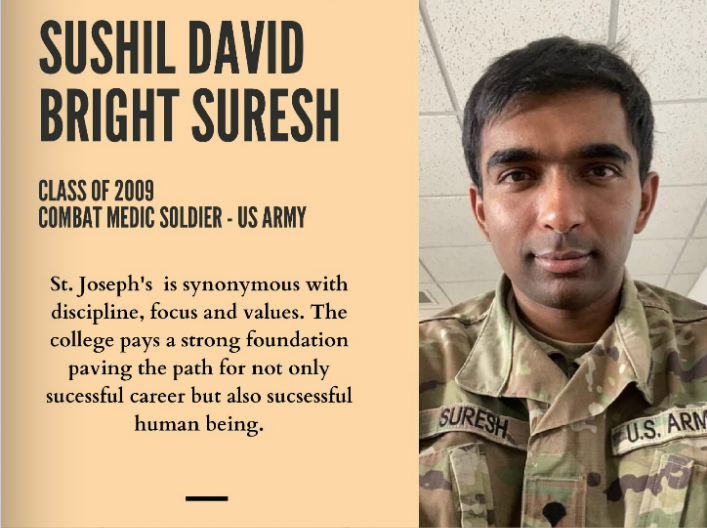 SUSHIL DAVID
BRIGHT SURESH
CLASS OF 2009
COMBAT MEDIC SOLDIER - US ARMY
St. Joseph's is synonymous with
discipline, focus and values. The
college pays a strong foundation
paving the path for not only
sucessful career but also sucsessful
human being.
SURESH
U.S. ARM